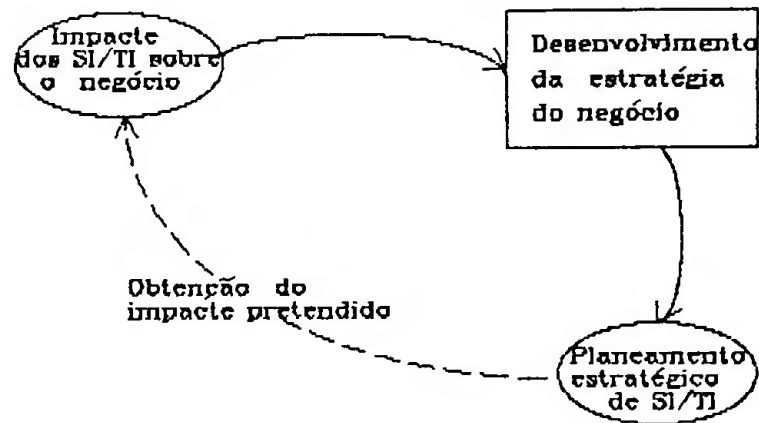 Impacte
dos SI/TI sobre
o negócio
Desenvolvimento
da estratégia
do negócio
Obtenção do
impacte pretendido
Planeamento
estratégico
de SI/TI